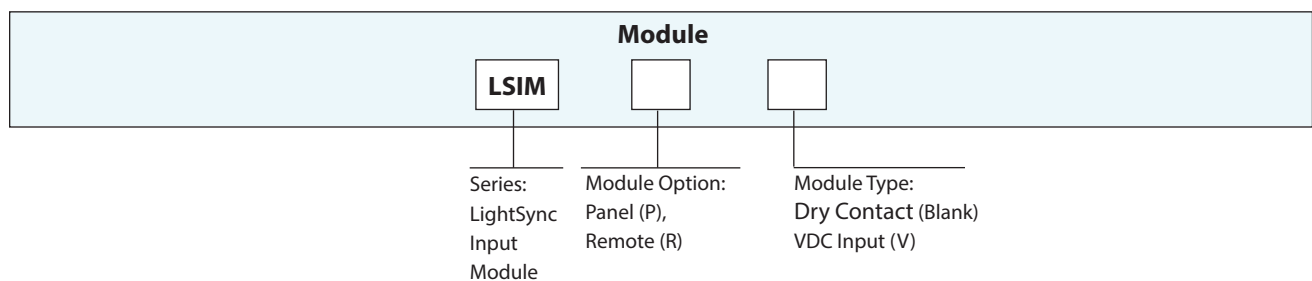 Module
LSIM
Series:
LightSync
Input
Module
Module Option:
Panel (P),
Remote (R)
Module Type:
Dry Contact (Blank)
VDC Input (V)